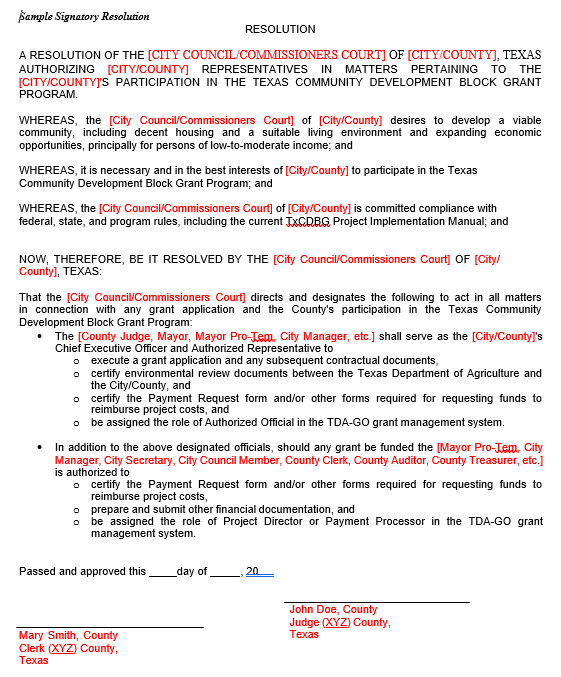 Sample Signatory Resolution
RESOLUTION
A RESOLUTION OF THE [CITY COUNCIL/COMMISSIONERS COURT] OF [CITY/COUNTY], TEXAS
AUTHORIZING [CITY/COUNTY] REPRESENTATIVES IN MATTERS PERTAINING TO THE
[CITY/COUNTY]'S PARTICIPATION IN THE TEXAS COMMUNITY DEVELOPMENT BLOCK GRANT
PROGRAM.
WHEREAS, the [City Council/Commissioners Court] of [City/County] desires to develop a viable
community, including decent housing and a suitable living environment and expanding economic
opportunities, principally for persons of low-to-moderate income; and
WHEREAS, it is necessary and in the best interests of [City/County] to participate in the Texas
Community Development Block Grant Program; and
WHEREAS, the [City Council/Commissioners Court] of [City/County] is committed compliance with
federal, state, and program rules, including the current TxCDBG Project Implementation Manual; and
NOW, THEREFORE, BE IT RESOLVED BY THE [City Council/Commissioners Court] OF [City/
County], TEXAS:
That the [City Council/Commissioners Court] directs and designates the following to act in all matters
in connection with any grant application and the County's participation in the Texas Community
Development Block Grant Program:
• The [County Judge, Mayor, Mayor Pro-Tem, City Manager, etc.] shall serve as the [City/County]'s
Chief Executive Officer and Authorized Representative to
o execute a grant application and any subsequent contractual documents,
o certify environmental review documents between the Texas Department of Agriculture and
the City/County, and
o certify the Payment Request form and/or other forms required for requesting funds to
reimburse project costs, and
o be assigned the role of Authorized Official in the TDA-GO grant management system.
• In addition to the above designated officials, should any grant be funded the [Mayor Pro-Tem, City
Manager, City Secretary, City Council Member, County Clerk, County Auditor, County Treasurer, etc.]
is authorized to
o certify the Payment Request form and/or other forms required for requesting funds to
reimburse project costs,
o prepare and submit other financial documentation, and
o be assigned the role of Project Director or Payment Processor in the TDA-GO grant
management system.
Passed and approved this _____day of _____, 20___
John Doe, County
Judge (XYZ) County,
Texas
Mary Smith, County
Clerk (XYZ) County,
Texas